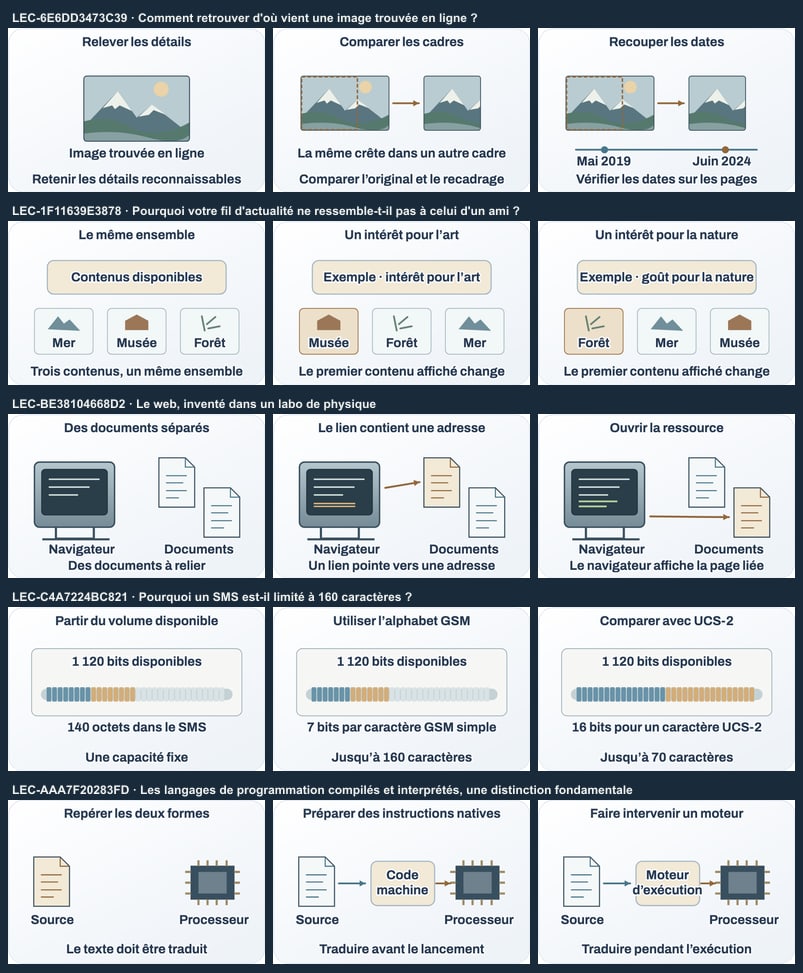 LEC-6E6DD3473C39 · Comment retrouver d'où vient une image trouvée en ligne ?
Relever les détails
Image trouvée en ligne
Retenir les détails reconnaissables
Comparer les cadres
La même crête dans un autre cadre
Comparer l’original et le recadrage
Recouper les dates
Mai 2019
Juin 2024
Vérifier les dates sur les pages
LEC-1F11639E3878 · Pourquoi votre fil d'actualité ne ressemble-t-il pas à celui d'un ami ?
Le même ensemble
Contenus disponibles
Mer
Musée
Forêt
Trois contenus, un même ensemble
Un intérêt pour l’art
Exemple · intérêt pour l’art
Musée
Forêt
Mer
Le premier contenu affiché change
Un intérêt pour la nature
Exemple · goût pour la nature
Forêt
Mer
Musée
Le premier contenu affiché change
LEC-BE38104668D2 · Le web, inventé dans un labo de physique
Des documents séparés
Navigateur
Documents
Des documents à relier
Le lien contient une adresse
Navigateur
Documents
Un lien pointe vers une adresse
Ouvrir la ressource
Navigateur
Documents
Le navigateur affiche la page liée
LEC-C4A7224BC821 · Pourquoi un SMS est-il limité à 160 caractères ?
Partir du volume disponible
1 120 bits disponibles
140 octets dans le SMS
Une capacité fixe
Utiliser l’alphabet GSM
1 120 bits disponibles
7 bits par caractère GSM simple
Jusqu’à 160 caractères
Comparer avec UCS-2
1 120 bits disponibles
16 bits pour un caractère UCS-2
Jusqu’à 70 caractères
LEC-AAA7F20283FD · Les langages de programmation compilés et interprétés, une distinction fondamentale
Repérer les deux formes
Source
Processeur
Le texte doit être traduit
Préparer des instructions natives
Code
machine
Source
Processeur
Traduire avant le lancement
Faire intervenir un moteur
Moteur
d’exécution
Source
Processeur
Traduire pendant l’exécution